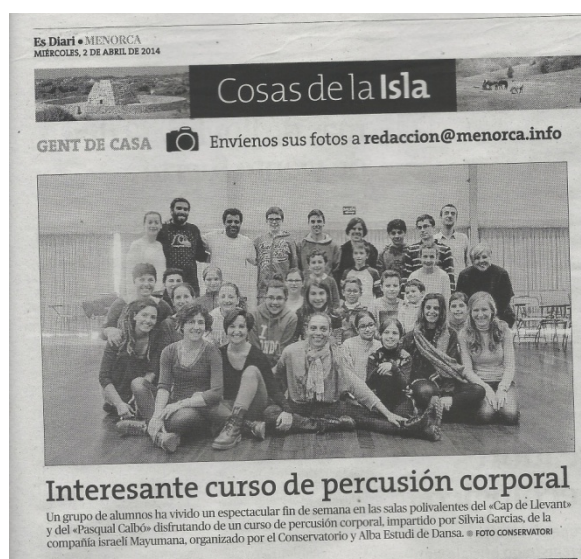 Es Diari • MENORCA
MIÉRCOLES, 2 DE ABRIL DE 2014
Cosas de la Isla
GENT DE CASA Envíenos sus fotos a redaccion@menorca.info
Interesante curso de percusión corporal
Un grupo de alumnos ha vivido un espectacular fin de semana en las salas polivalentes del «Cap de Llevant»
y del «Pasqual Calbó» disfrutando de un curso de percusión corporal, impartido por Silvia Garcías, de la
compañía israelí Mayumana, organizado por el Conservatorio y Alba Estudi de Dansa. • FOTO CONSERVATORI